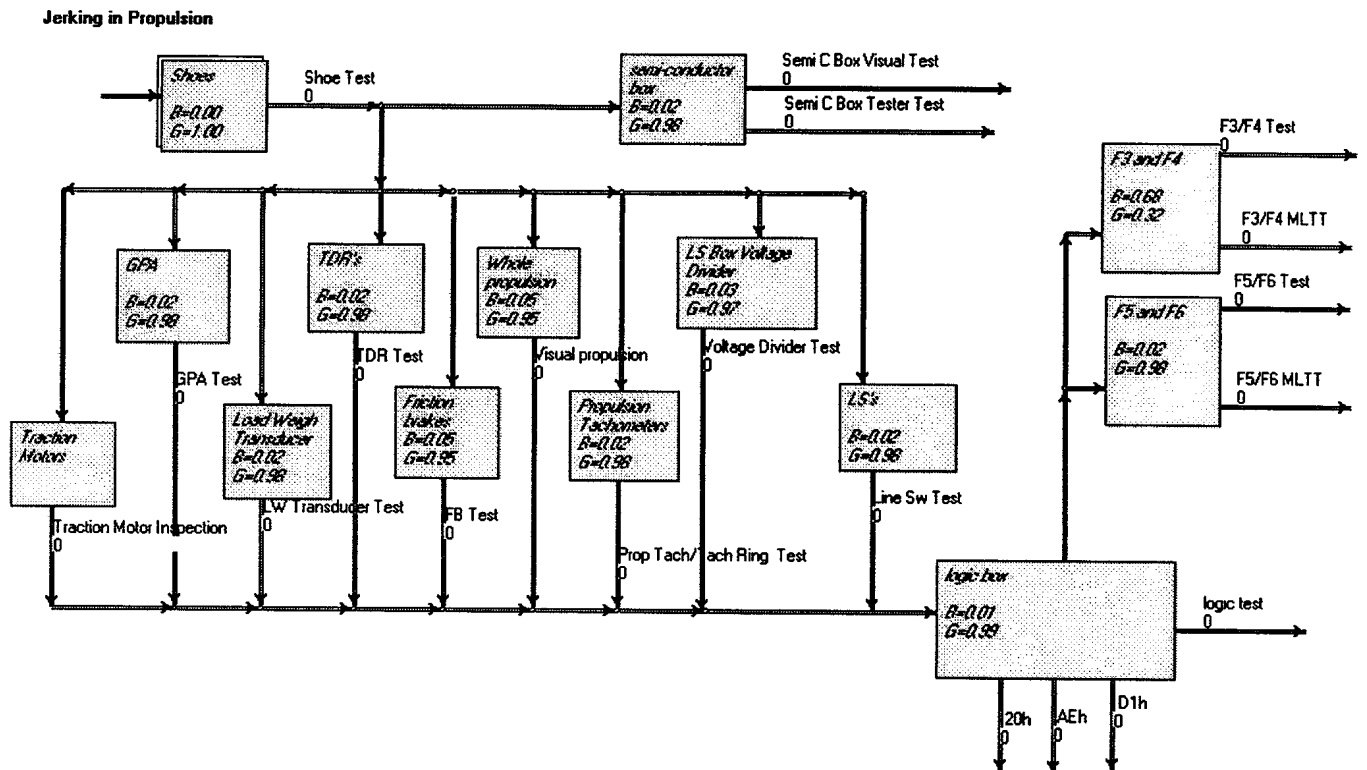 Jerking in Propulsion
Shoes
B=0.00
G=1.00
Shoe Test
0
semi-conductor
box
B=0.02
G=0.98
Semi C Box Visual Test
0
Semi C Box Tester Test
0
F3 and F4
B=0.68
G=0.32
F3/F4 Test
0
F3/F4 MLTT
0
F5 and F6
B=0.02
G=0.98
F5/F6 Test
0
F5/F6 MLTT
0
GPA
B=0.02
G=0.98
GPA Test
0
TDR's
B=0.02
G=0.98
TDR Test
0
Whole
propulsion
B=0.05
G=0.95
Visual propulsion
0
LS Box Voltage
Divider
B=0.03
G=0.97
Voltage Divider Test
0
Traction
Motors
Traction Motor Inspection
0
Load Weigh
Transducer
B=0.02
G=0.98
LW Transducer Test
0
Friction
brakes
B=0.05
G=0.95
FB Test
0
Propulsion
Tachometers
B=0.02
G=0.98
Prop Tach/Tach Ring Test
0
LS's
B=0.02
G=0.98
Line Sw Test
0
logic box
B=0.01
G=0.99
logic test
0
20h
0
AEh
0
D1h
0